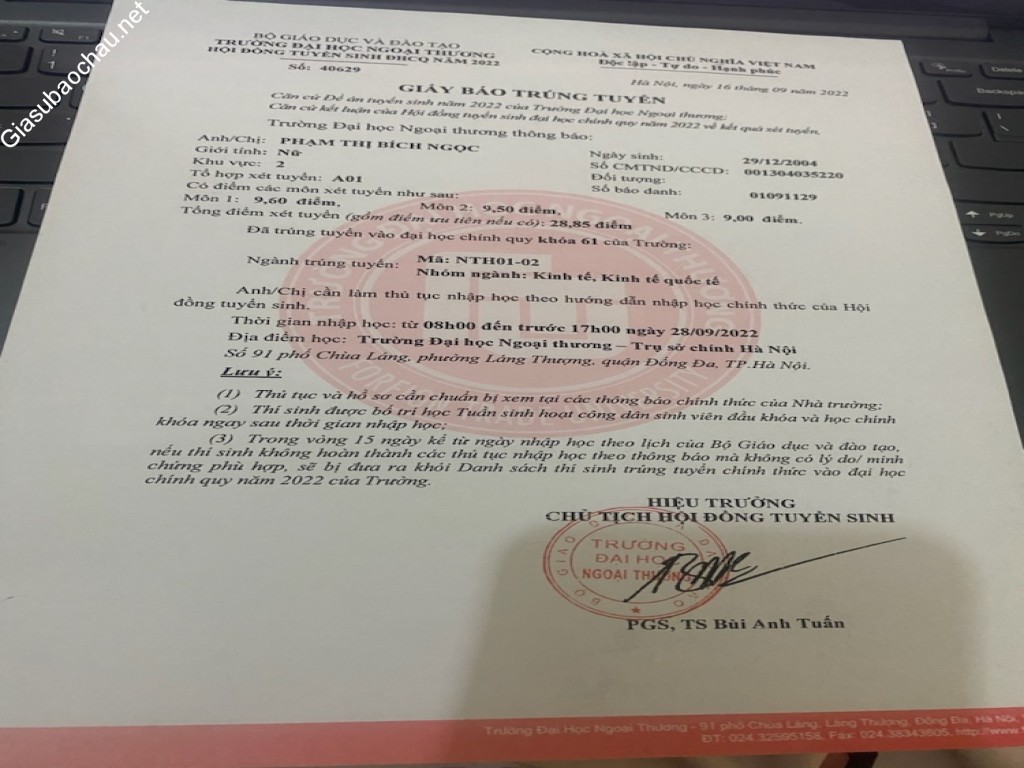 Giasubaochau.net
BỘ GIÁO DỤC VÀ ĐÀO TẠO
TRƯỜNG ĐẠI HỌC NGOẠI THƯƠNG
HỘI ĐỒNG TUYỂN SINH ĐHCQ NĂM 2022
Số: 40629
CỘNG HOÀ XÃ HỘI CHỦ NGHĨA VIỆT NAM
Độc lập - Tự do - Hạnh phúc
Hà Nội, ngày 16 tháng 09 năm 2022
GIẤY BÁO TRÚNG TUYỂN
Căn cứ Đề án tuyển sinh năm 2022 của Trường Đại học Ngoại thương;
Căn cứ kết luận của Hội đồng tuyển sinh đại học chính quy năm 2022 về kết quả xét tuyển,
Trường Đại học Ngoại thương thông báo:
Anh/Chị: PHẠM THỊ BÍCH NGỌC
Ngày sinh: 29/12/2004
Giới tính: Nữ
Số CMTND/CCCD: 001304035220
Khu vực: 2
Đối tượng:
Tổ hợp xét tuyển: A01
Số báo danh: 01091129
Có điểm các môn xét tuyển như sau:
Môn 1: 9,60 điểm, Môn 2: 9,50 điểm, Môn 3: 9,00 điểm.
Tổng điểm xét tuyển (gồm điểm ưu tiên nếu có): 28,85 điểm
Đã trúng tuyển vào đại học chính quy khóa 61 của Trường:
Ngành trúng tuyển: Mã: NTH01-02
Nhóm ngành: Kinh tế, Kinh tế quốc tế
Anh/Chị cần làm thủ tục nhập học theo hướng dẫn nhập học chính thức của Hội
đồng tuyển sinh.
Thời gian nhập học: từ 08h00 đến trước 17h00 ngày 28/09/2022
Địa điểm học: Trường Đại học Ngoại thương – Trụ sở chính Hà Nội
Số 91 phố Chùa Láng, phường Láng Thượng, quận Đống Đa, TP.Hà Nội.
Lưu ý:
(1) Thủ tục và hồ sơ cần chuẩn bị xem tại các thông báo chính thức của Nhà trường;
(2) Thí sinh được bố trí học Tuần sinh hoạt công dân sinh viên đầu khóa và học chính
khóa ngay sau thời gian nhập học;
(3) Trong vòng 15 ngày kể từ ngày nhập học theo lịch của Bộ Giáo dục và đào tạo,
nếu thí sinh không hoàn thành các thủ tục nhập học theo thông báo mà không có lý do/ minh
chứng phù hợp, sẽ bị đưa ra khỏi Danh sách thí sinh trúng tuyển chính thức vào đại học
chính quy năm 2022 của Trường.
HIỆU TRƯỞNG
CHỦ TỊCH HỘI ĐỒNG TUYỂN SINH
TRƯỜNG
ĐẠI HỌC
NGOẠI THƯƠNG
PGS, TS Bùi Anh Tuấn
Trường Đại Học Ngoại Thương - 91 phố Chùa Láng, Láng Thượng, Đống Đa, Hà Nội,
ĐT: 024.32595158, Fax: 024.38343605, http://www.
PgUp
PgDn
Delete
Backspace